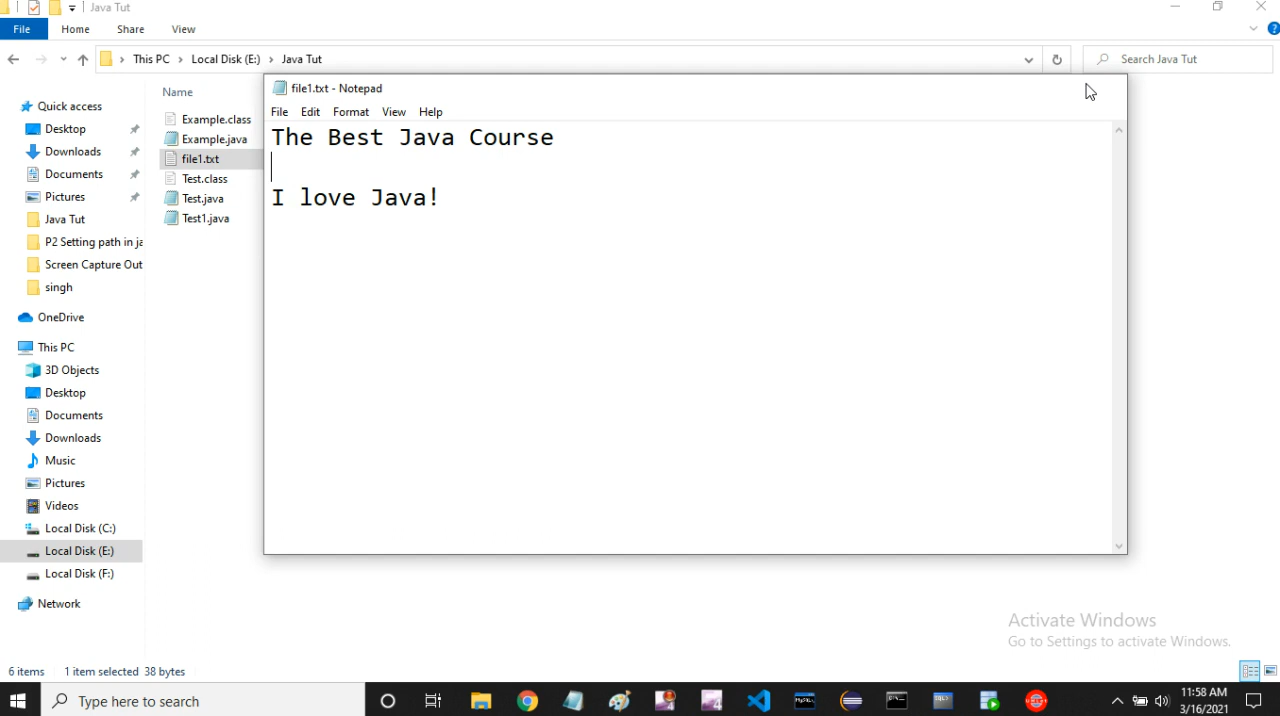 Java Tut
File Home Share View
This PC Local Disk (E:) Java Tut
Search Java Tut
Name
Quick access
Desktop
Downloads
Documents
Pictures
Java Tut
P2 Setting path in ja
Screen Capture Out
singh
OneDrive
This PC
3D Objects
Desktop
Documents
Downloads
Music
Pictures
Videos
Local Disk (C:)
Local Disk (E:)
Local Disk (F:)
Network
Example.class
Example.java
file1.txt
Test.class
Test.java
Test1.java
file1.txt - Notepad
File Edit Format View Help
The Best Java Course
I love Java!
Activate Windows
Go to Settings to activate Windows.
6 items 1 item selected 38 bytes
Type here to search
11:58 AM
3/16/2021